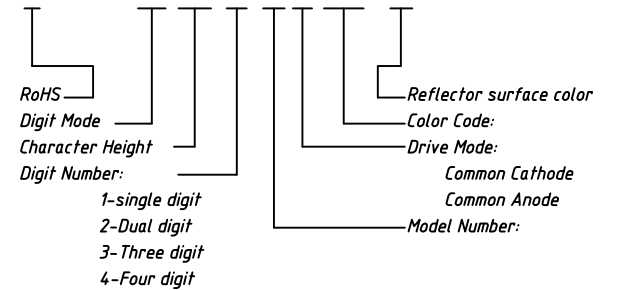 RoHS
Digit Mode
Character Height
Digit Number:
1-single digit
2-Dual digit
3-Three digit
4-Four digit
Reflector surface color
Color Code:
Drive Mode:
Common Cathode
Common Anode
Model Number: